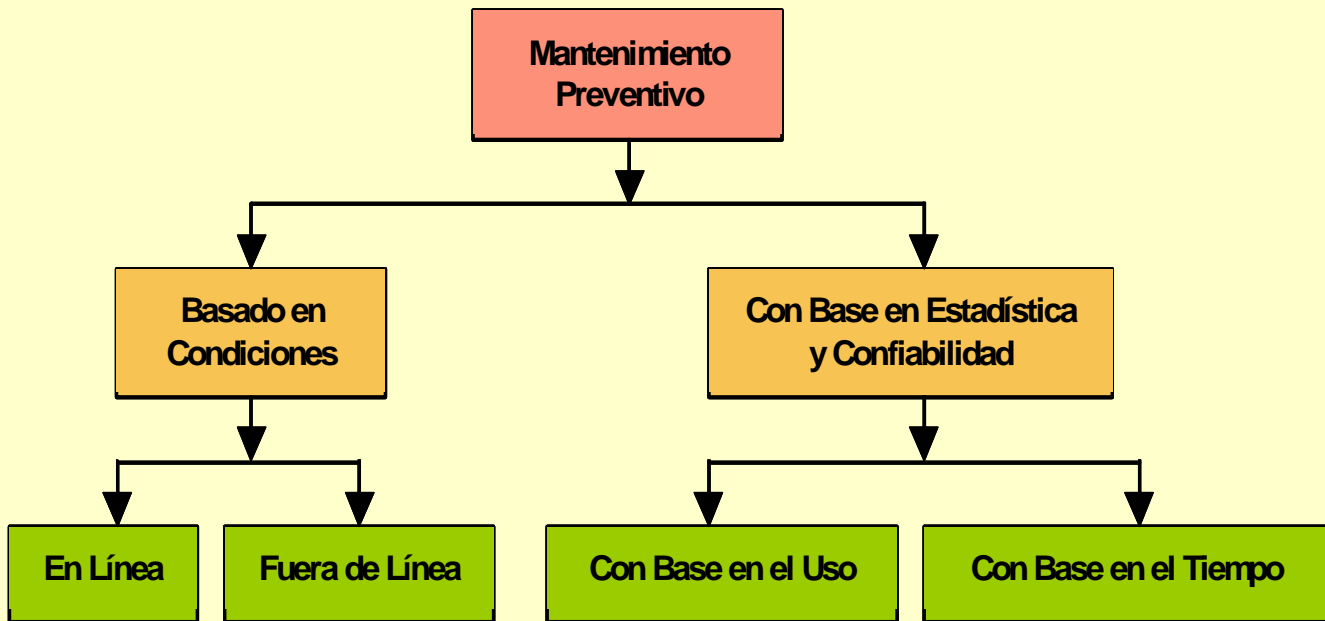 Mantenimiento
Preventivo
Basado en
Condiciones
Con Base en Estadística
y Confiabilidad
En Línea
Fuera de Línea
Con Base en el Uso
Con Base en el Tiempo